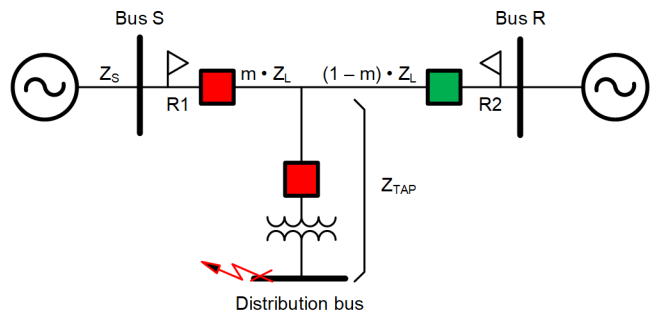 Bus S
Bus R
Z_S
R1
m • Z_L
(1 – m) • Z_L
R2
Z_TAP
Distribution bus